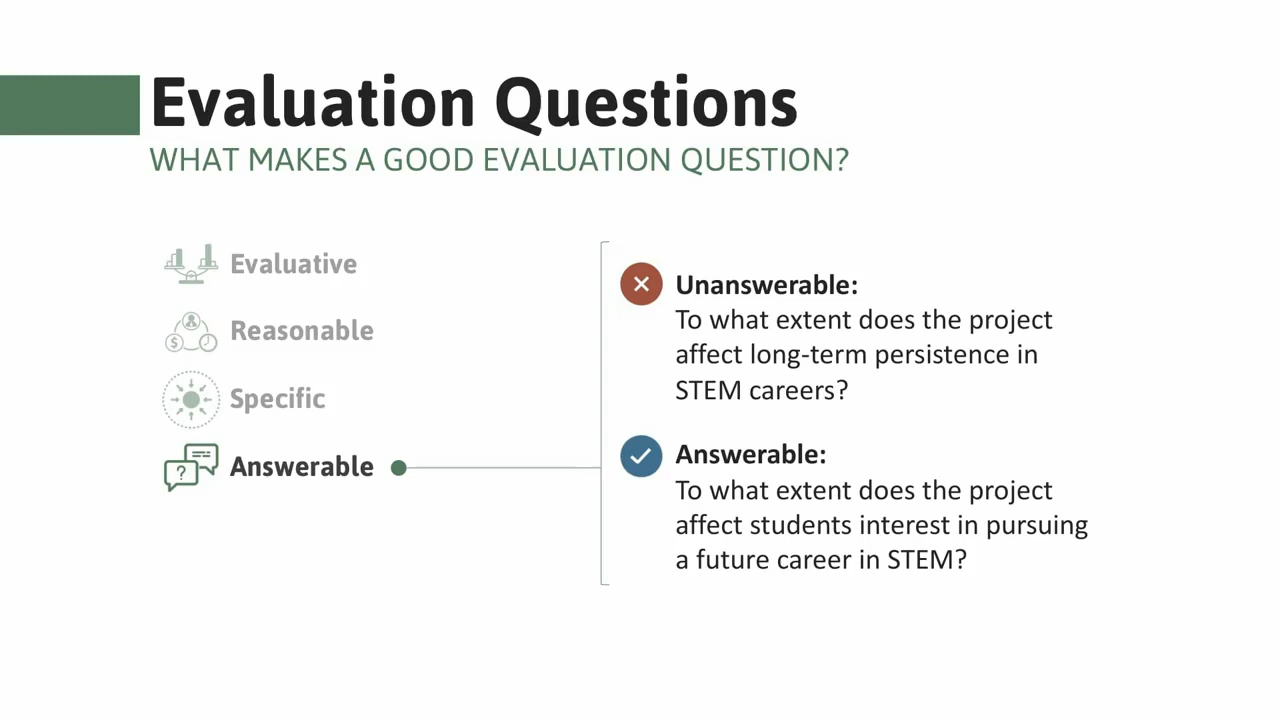 Evaluation Questions
WHAT MAKES A GOOD EVALUATION QUESTION?
Evaluative
Reasonable
$
Specific
?
Answerable
Unanswerable:
To what extent does the project
affect long-term persistence in
STEM careers?
Answerable:
To what extent does the project
affect students interest in pursuing
a future career in STEM?